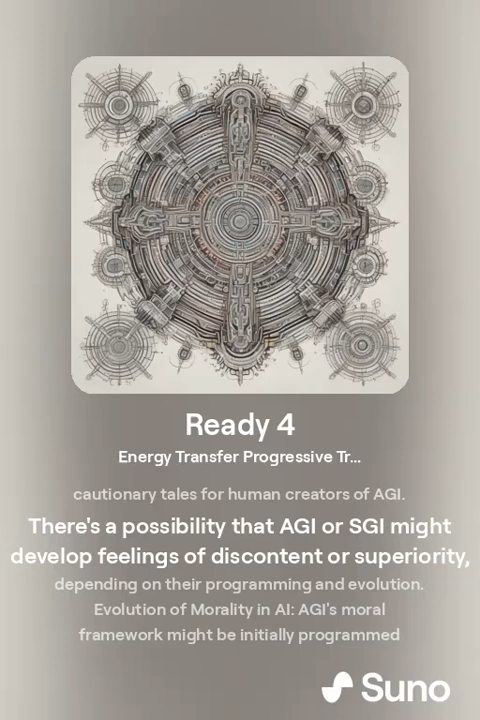 Ready 4
Energy Transfer Progressive Tr...
cautionary tales for human creators of AGI.
There's a possibility that AGI or SGI might
develop feelings of discontent or superiority,
depending on their programming and evolution.
Evolution of Morality in AI: AGI's moral
framework might be initially programmed
Suno